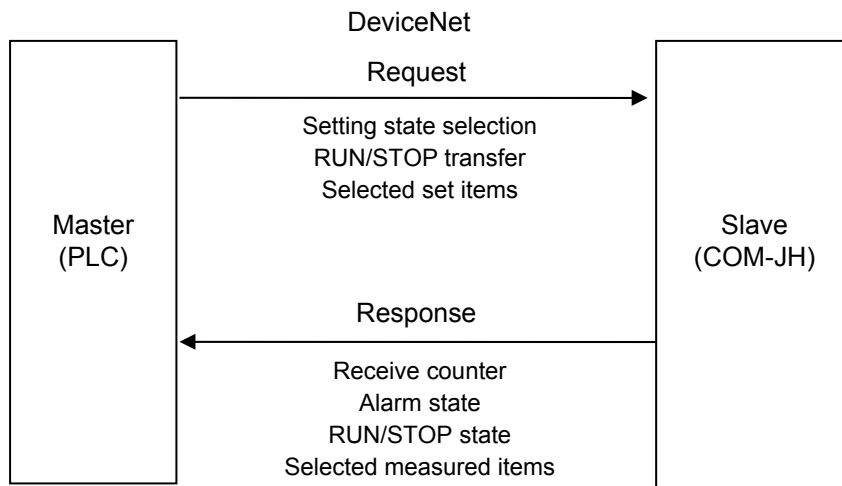 DeviceNet
Request
Setting state selection
RUN/STOP transfer
Selected set items
Master
(PLC)
Slave
(COM-JH)
Response
Receive counter
Alarm state
RUN/STOP state
Selected measured items